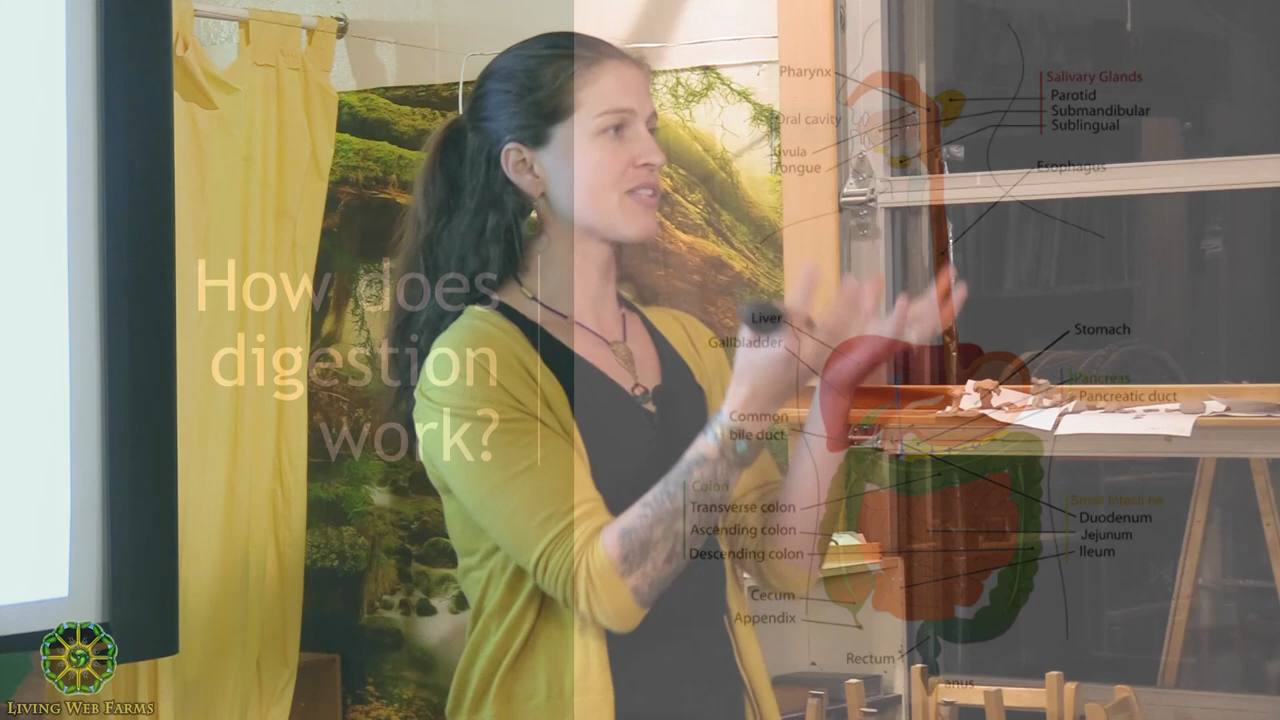 How does
digestion
work?
Pharynx
Oral cavity
Uvula
Tongue
Salivary Glands
Parotid
Submandibular
Sublingual
Esophagus
Liver
Gallbladder
Common
bile duct
Stomach
Pancreas
Pancreatic duct
Colon
Transverse colon
Ascending colon
Descending colon
Cecum
Appendix
Small Intestine
Duodenum
Jejunum
Ileum
Rectum
anus
LIVING WEB FARMS